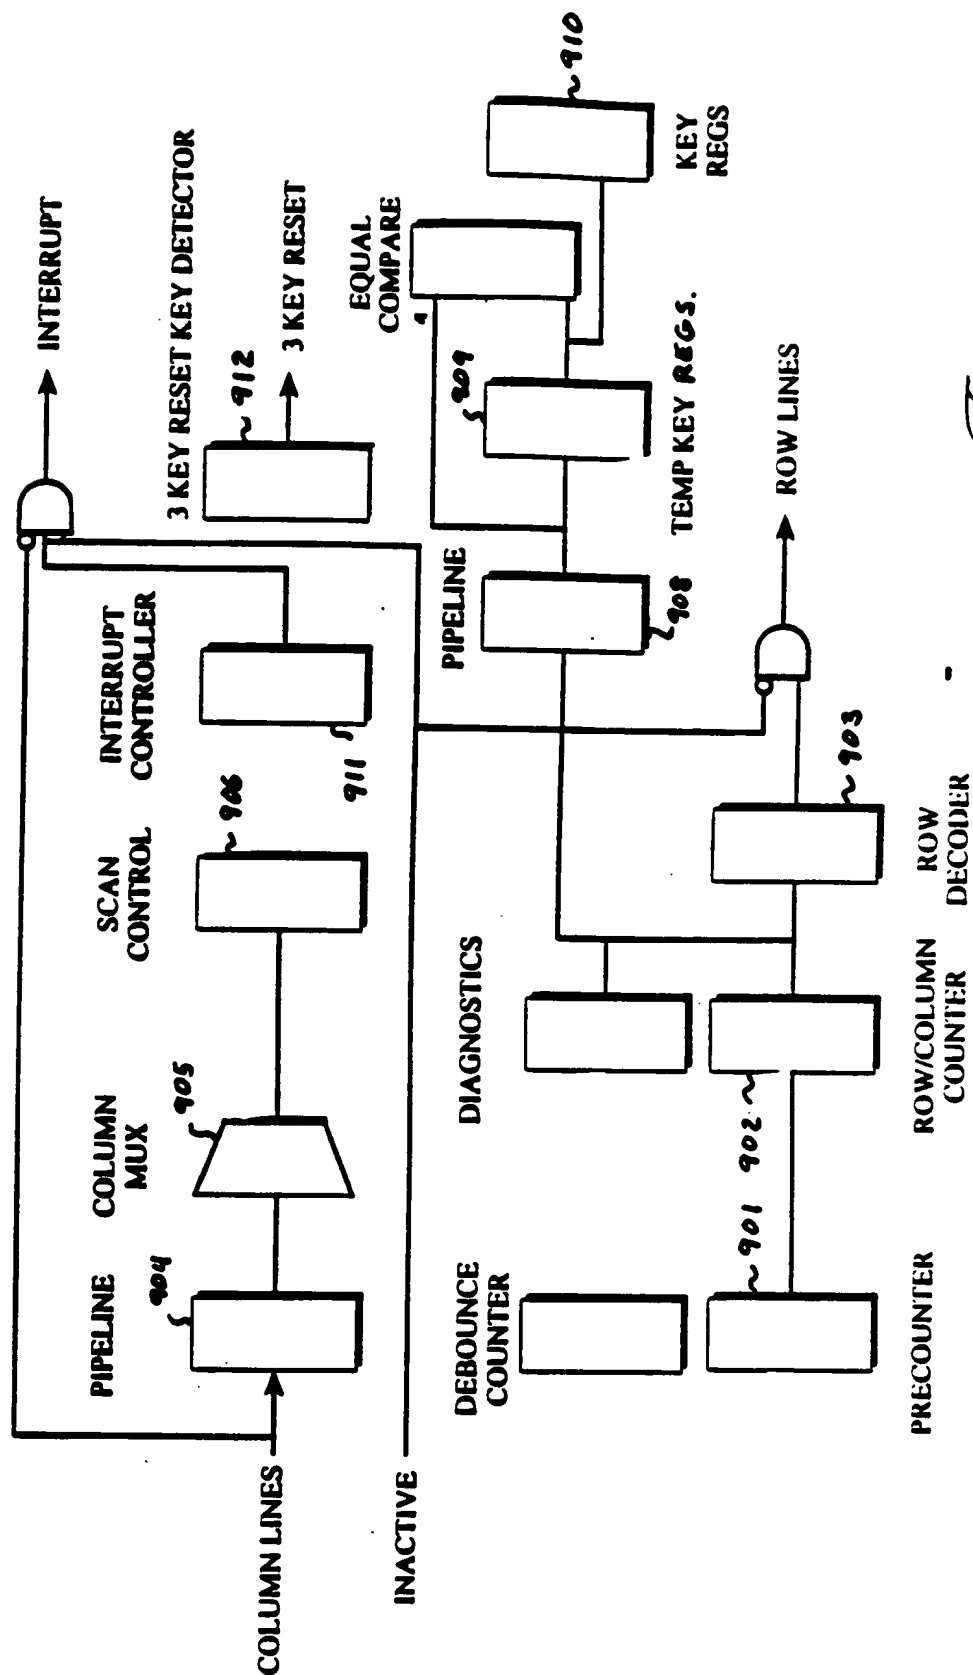 INTERRUPT
3 KEY RESET KEY DETECTOR
912
3 KEY RESET
INTERRUPT
CONTROLLER
911
SCAN
CONTROL
906
COLUMN
MUX
905
PIPELINE
904
COLUMN LINES
INACTIVE
EQUAL
COMPARE
910
KEY
REGS
909
TEMP KEY REGS.
PIPELINE
908
DIAGNOSTICS
DEBOUNCE
COUNTER
ROW LINES
903
ROW
DECODER
902
ROW/COLUMN
COUNTER
901
PRECOUNTER